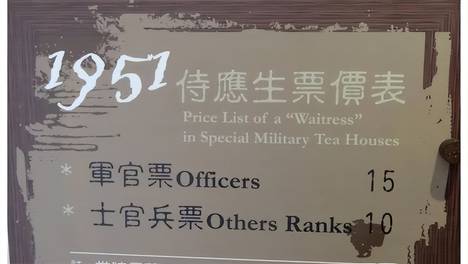 1951 侍應生票價表
Price List of a “Waitress”
in Special Military Tea Houses
* 軍官票Officers 15
* 士官兵票Others Ranks 10